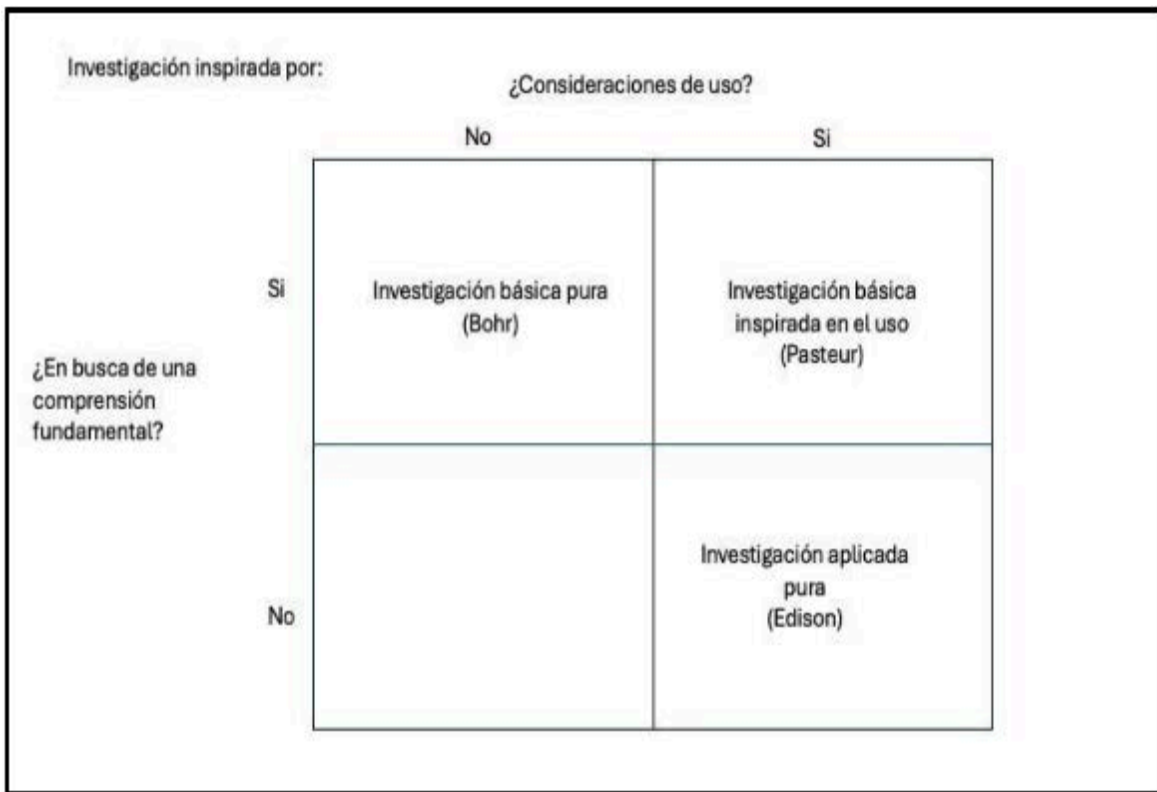 Investigación inspirada por:
¿Consideraciones de uso?
No
Si
Si
Investigación básica pura
(Bohr)
Investigación básica
inspirada en el uso
(Pasteur)
¿En busca de una
comprensión
fundamental?
No
Investigación aplicada
pura
(Edison)